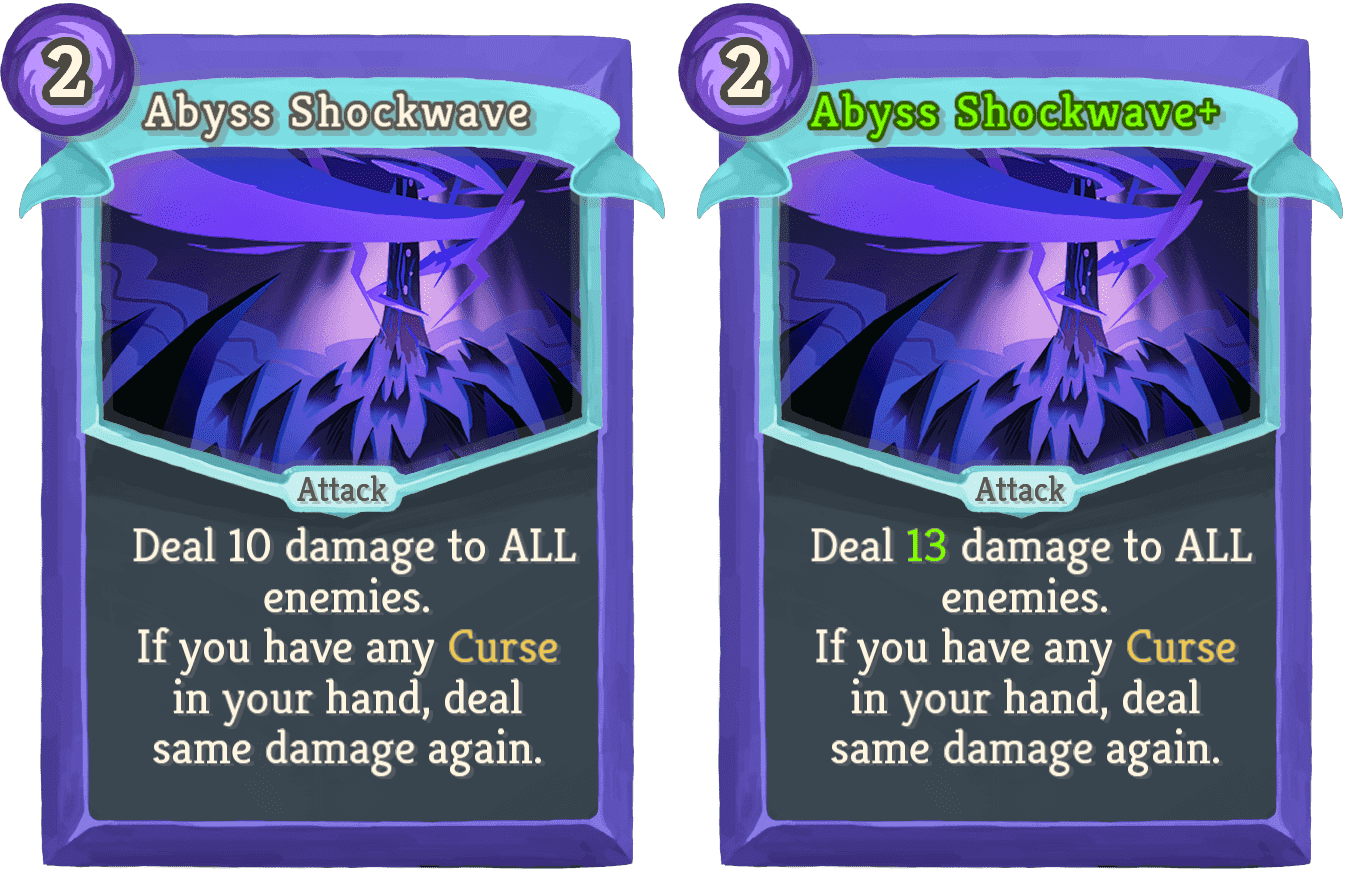 2
Abyss Shockwave
Attack
Deal 10 damage to ALL
enemies.
If you have any Curse
in your hand, deal
same damage again.
2
Abyss Shockwave+
Attack
Deal 13 damage to ALL
enemies.
If you have any Curse
in your hand, deal
same damage again.